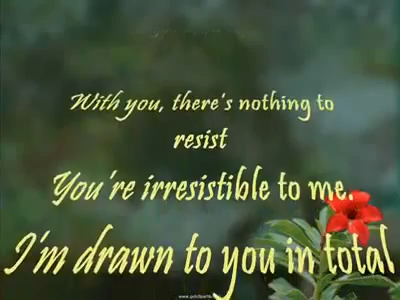 With you, there's nothing to
resist
You're irresistible to me.
I'm drawn to you in total